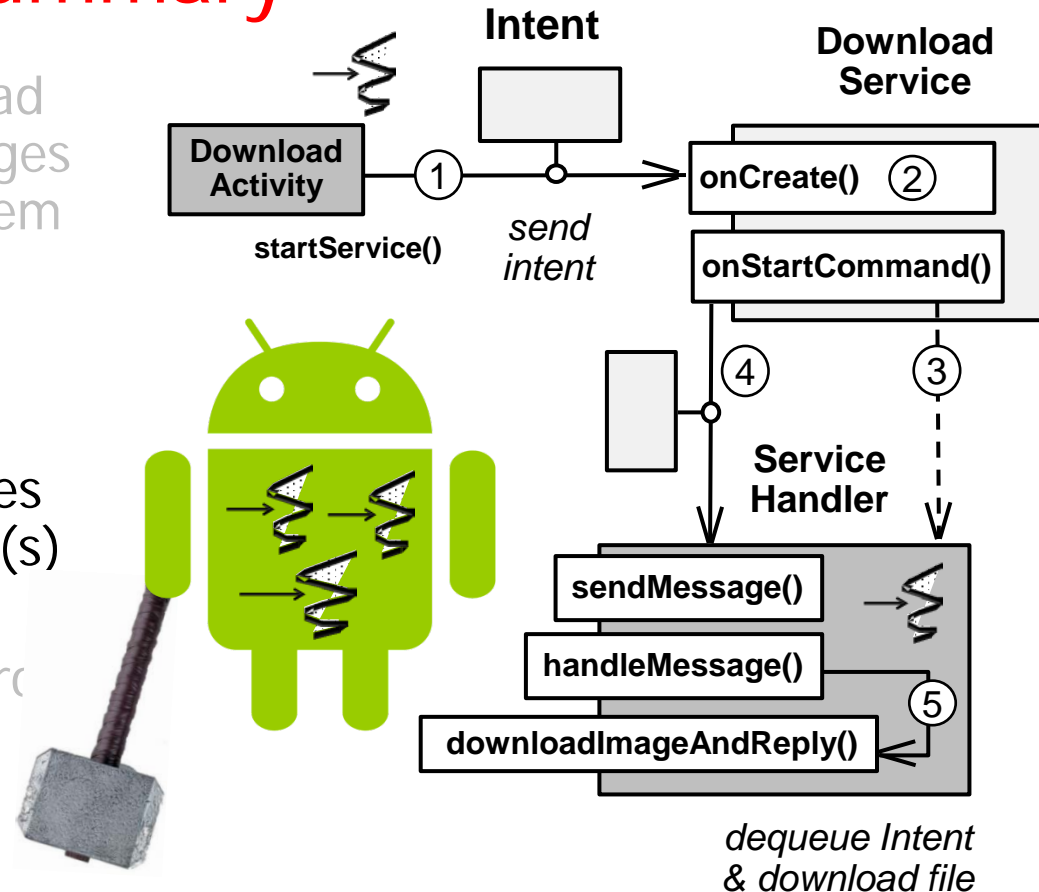 Intent
Download
Service
Download
Activity
1
onCreate() 2
startService()
send
intent
onStartCommand()
4
3
Service
Handler
(s)
sendMessage()
handleMessage()
5
downloadImageAndReply()
dequeue Intent
& download file